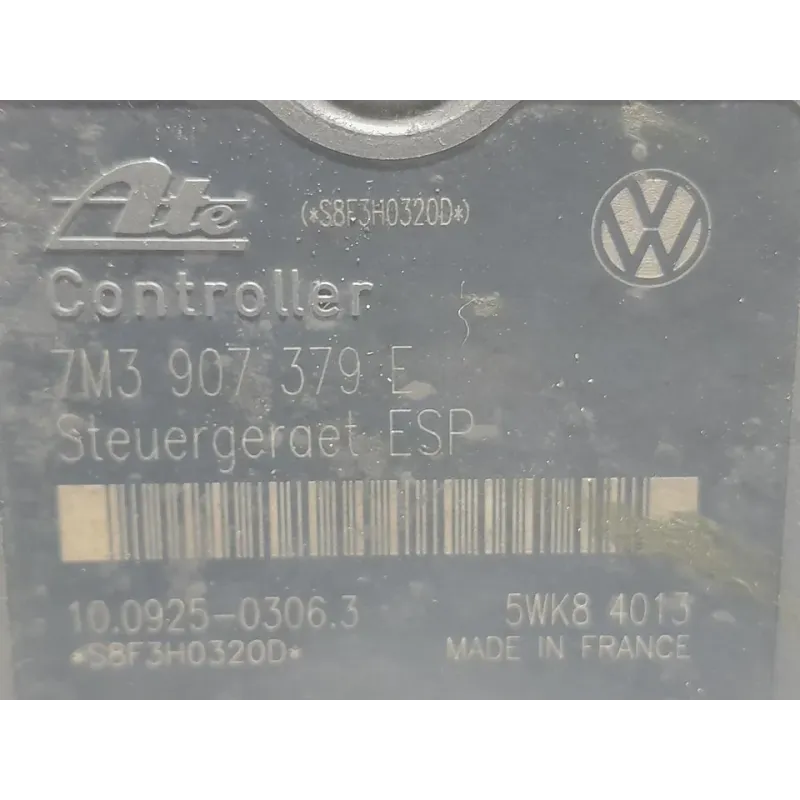 Ate (*S8F3H0320D*)
Controller
7M3 907 379 E
Steuergeraet ESP
10.0925-0306.3 5WK8 4013
*S8F3H0320D* MADE IN FRANCE